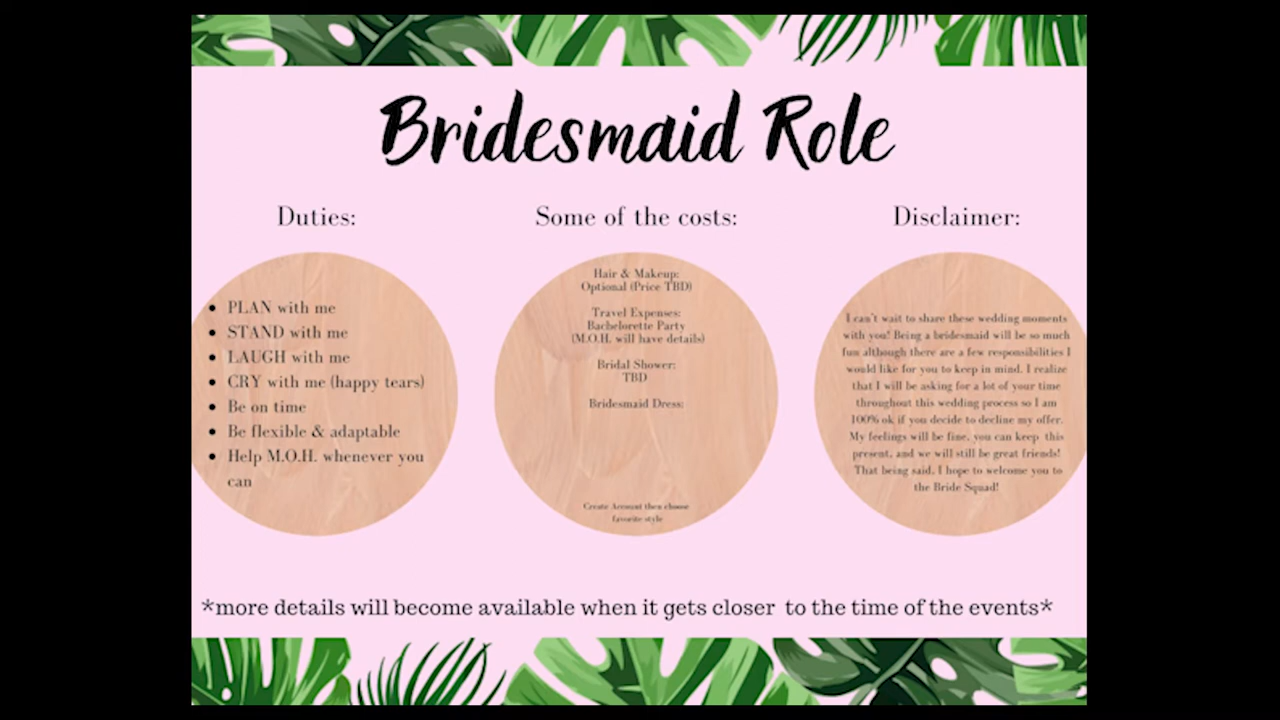 Bridesmaid Role
Duties:
• PLAN with me
• STAND with me
• LAUGH with me
• CRY with me (happy tears)
• Be on time
• Be flexible & adaptable
• Help M.O.H. whenever you
can
Some of the costs:
Hair & Makeup:
Optional (Price TBD)
Travel Expenses:
Bachelorette Party
(M.O.H. will have details)
Bridal Shower:
TBD
Bridesmaid Dress:
Create Account then choose
favorite style
Disclaimer:
I can't wait to share these wedding moments
with you! Being a bridesmaid will be so much
fun although there are a few responsibilities I
would like for you to keep in mind. I realize
that I will be asking for a lot of your time
throughout this wedding process so I am
100% ok if you decide to decline my offer.
My feelings will be fine, you can keep this
present, and we will still be great friends!
That being said, I hope to welcome you to
the Bride Squad!
*more details will become available when it gets closer to the time of the events*